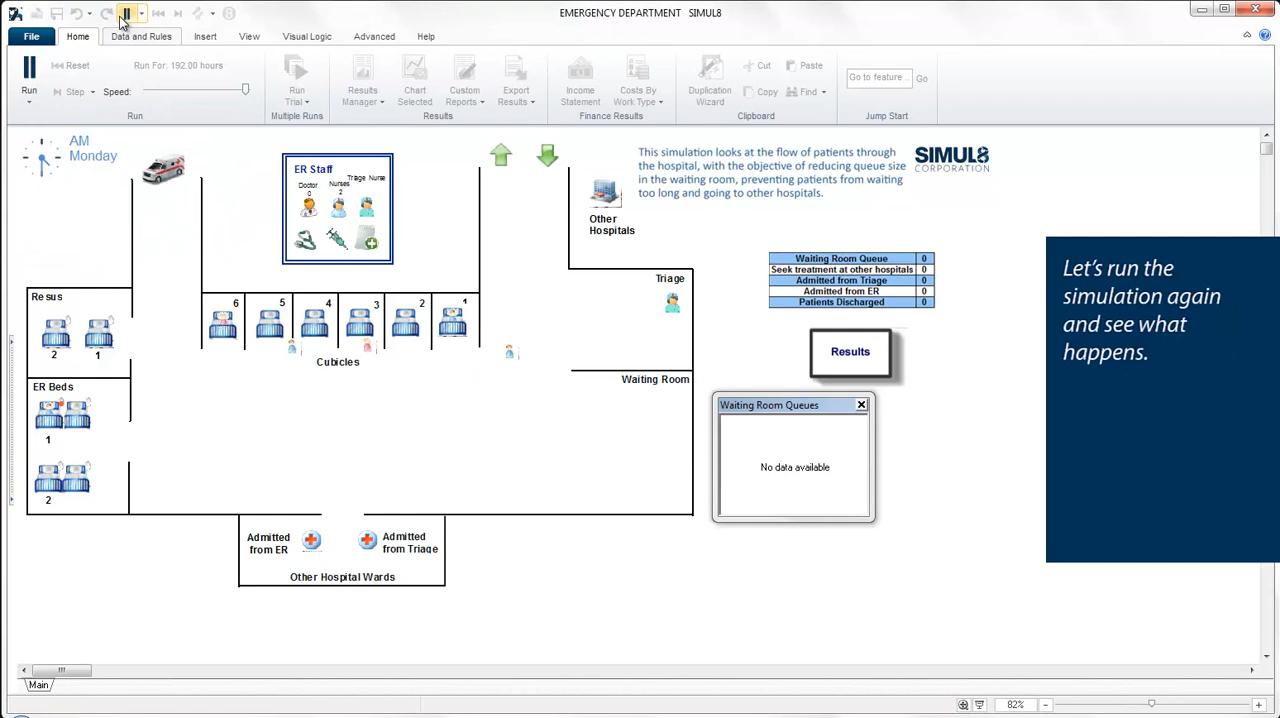 EMERGENCY DEPARTMENT SIMUL8
File Home Data and Rules Insert View Visual Logic Advanced Help
Reset Run For: 192.00 hours
Run Step Speed:
Run
Run Trial
Multiple Runs
Results Manager Chart Selected Custom Reports Export Results
Results
Income Statement Costs By Work Type
Finance Results
Duplication Wizard Cut Copy Paste Find
Clipboard
Go to feature .. Go
Jump Start
AM
Monday
ER Staff
Doctor Nurses Triage Nurse
0 2
This simulation looks at the flow of patients through
the hospital, with the objective of reducing queue size
in the waiting room, preventing patients from waiting
too long and going to other hospitals.
SIMUL8
CORPORATION
Other
Hospitals
Waiting Room Queue 0
Seek treatment at other hospitals 0
Admitted from Triage 0
Admitted from ER 0
Patients Discharged 0
Let's run the
simulation again
and see what
happens.
Triage
Resus
2 1
6 5 4 3 2 1
Cubicles
Results
Waiting Room
ER Beds
1
2
Waiting Room Queues
No data available
Admitted
from ER
Admitted
from Triage
Other Hospital Wards
Main
82%